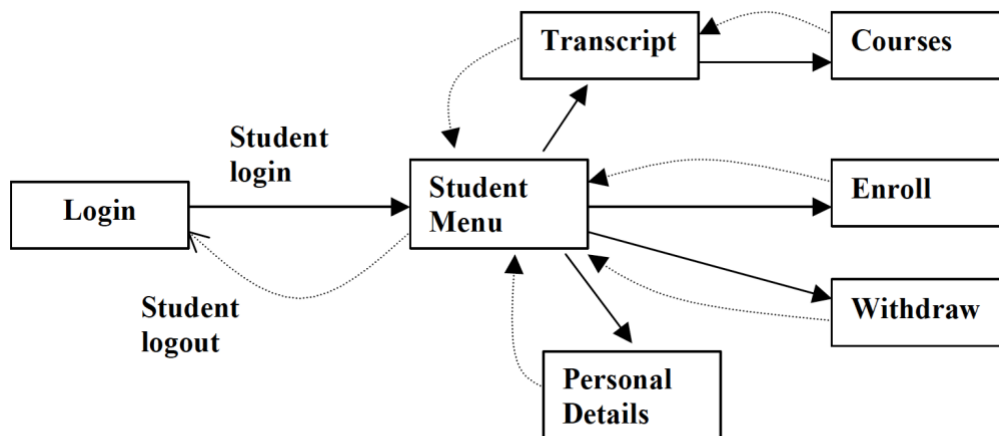 Transcript
Courses
Student
login
Login
Student
Menu
Enroll
Student
logout
Withdraw
Personal
Details